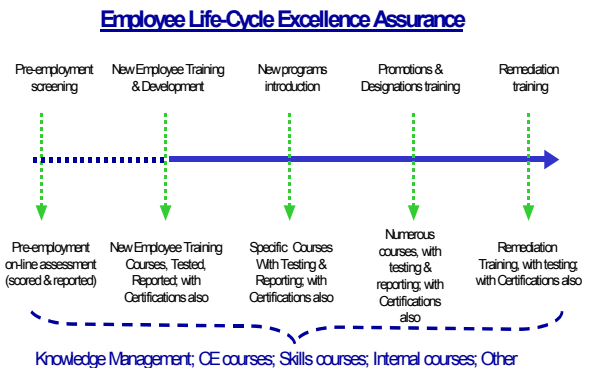 Employee Life-Cycle Excellence Assurance
Pre-employment
screening
New Employee Training
& Development
New programs
introduction
Promotions &
Designations training
Remediation
training
Pre-employment
on-line assessment
(scored & reported)
New Employee Training
Courses, Tested,
Reported; with
Certifications also
Specific Courses
With Testing &
Reporting; with
Certifications also
Numerous
courses, with
testing &
reporting; with
Certifications
also
Remediation
Training, with testing;
with Certifications also
Knowledge Management; CE courses; Skills courses; Internal courses; Other